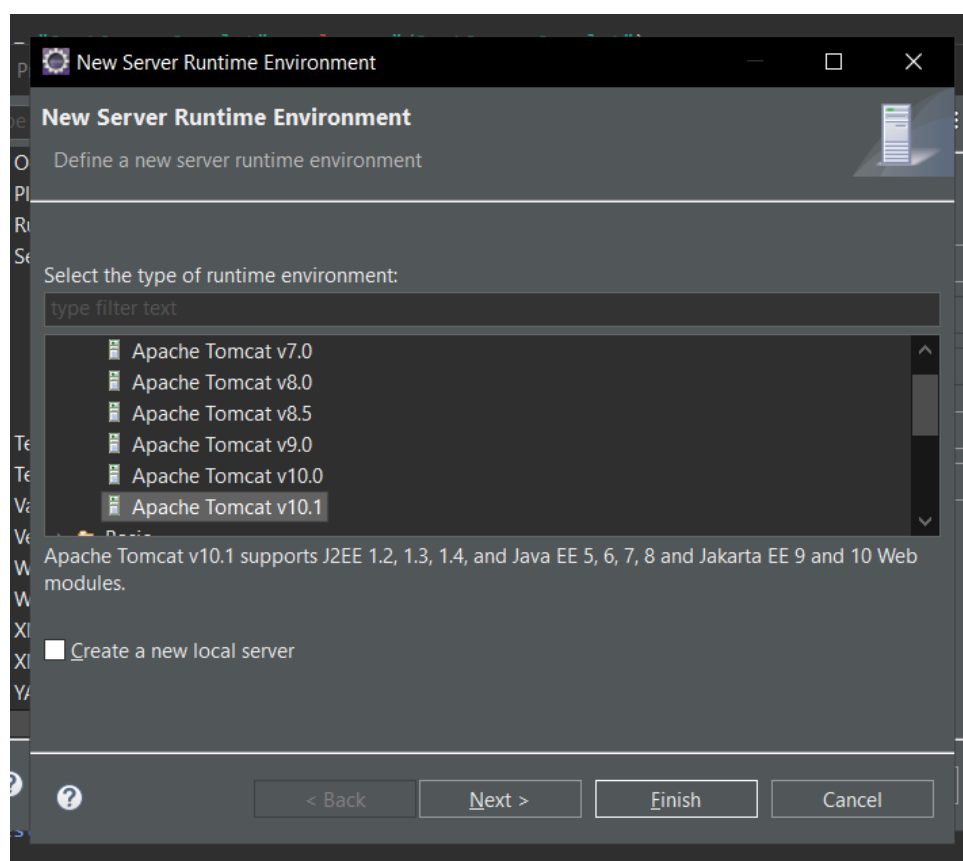 New Server Runtime Environment
New Server Runtime Environment
Define a new server runtime environment
Select the type of runtime environment:
type filter text
Apache Tomcat v7.0
Apache Tomcat v8.0
Apache Tomcat v8.5
Apache Tomcat v9.0
Apache Tomcat v10.0
Apache Tomcat v10.1
Apache Tomcat v10.1 supports J2EE 1.2, 1.3, 1.4, and Java EE 5, 6, 7, 8 and Jakarta EE 9 and 10 Web
modules.
Create a new local server
< Back
Next >
Finish
Cancel